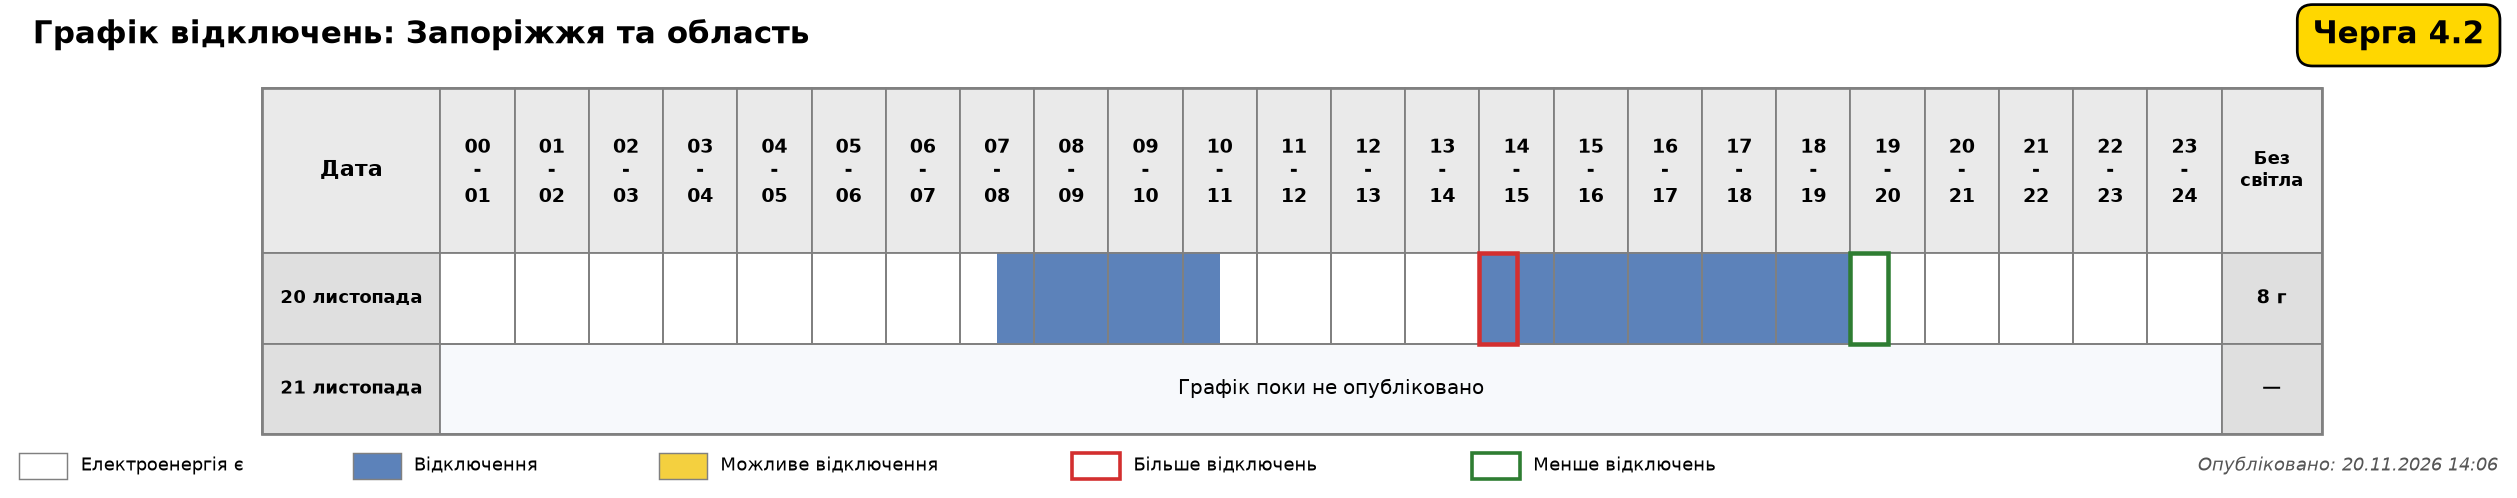 Графік відключень: Запоріжжя та область
Черга 4.2
Дата
00 - 01
01 - 02
02 - 03
03 - 04
04 - 05
05 - 06
06 - 07
07 - 08
08 - 09
09 - 10
10 - 11
11 - 12
12 - 13
13 - 14
14 - 15
15 - 16
16 - 17
17 - 18
18 - 19
19 - 20
20 - 21
21 - 22
22 - 23
23 - 24
Без
світла
20 листопада
8 г
21 листопада
Графік поки не опубліковано
—
Електроенергія є
Відключення
Можливе відключення
Більше відключень
Менше відключень
Опубліковано: 20.11.2026 14:06